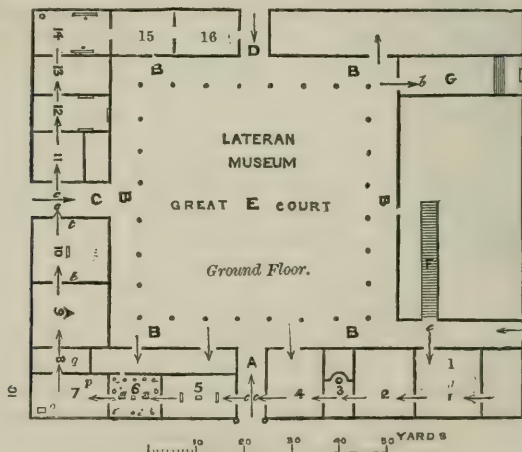 15 16 D
14
B B
13 b G
12
LATERAN
MUSEUM
11
C B GREAT E COURT B
10 F
Ground Floor.
9
B B
8 q A 1
7 p 6 5 4 3 2
10 20 30 40 50 YARDS